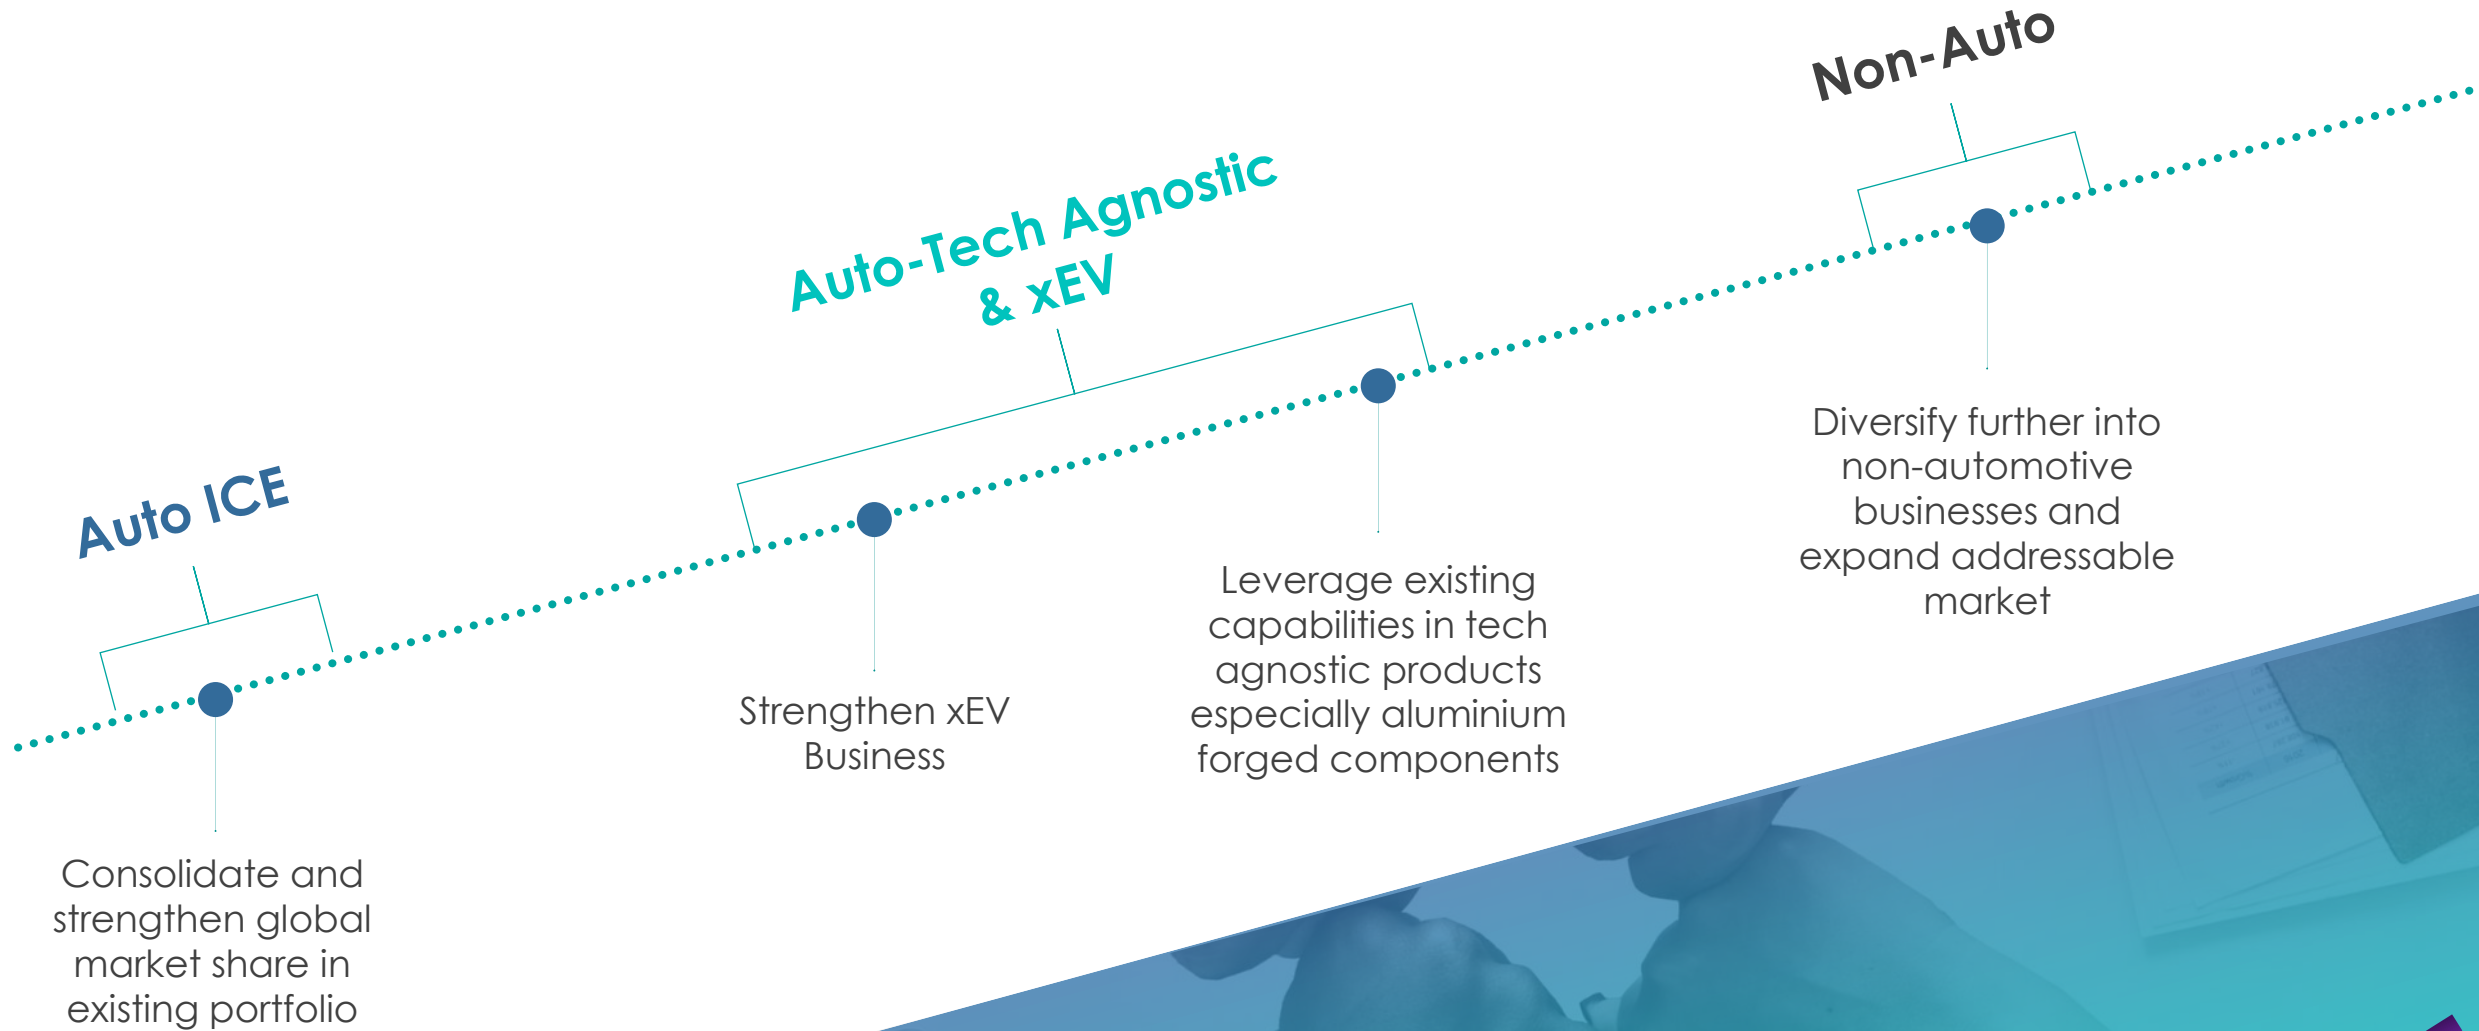 Non-Auto
Auto-Tech Agnostic
& xEV
Auto ICE
Consolidate and
strengthen global
market share in
existing portfolio
Strengthen xEV
Business
Leverage existing
capabilities in tech
agnostic products
especially aluminium
forged components
Diversify further into
non-automotive
businesses and
expand addressable
market